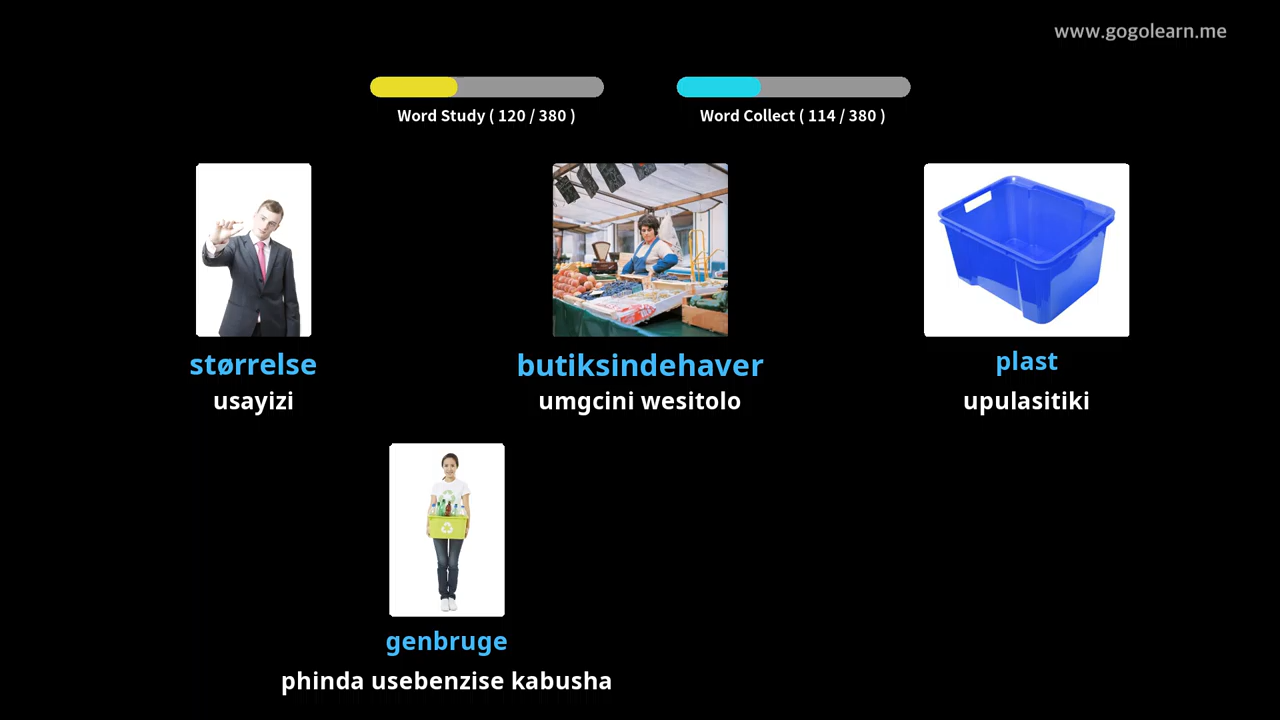 www.gogolearn.me
Word Study ( 120 / 380 )
Word Collect ( 114 / 380 )
størrelse
usayizi
butiksindehaver
umgcini wesitolo
plast
upulasitiki
genbruge
phinda usebenzise kabusha